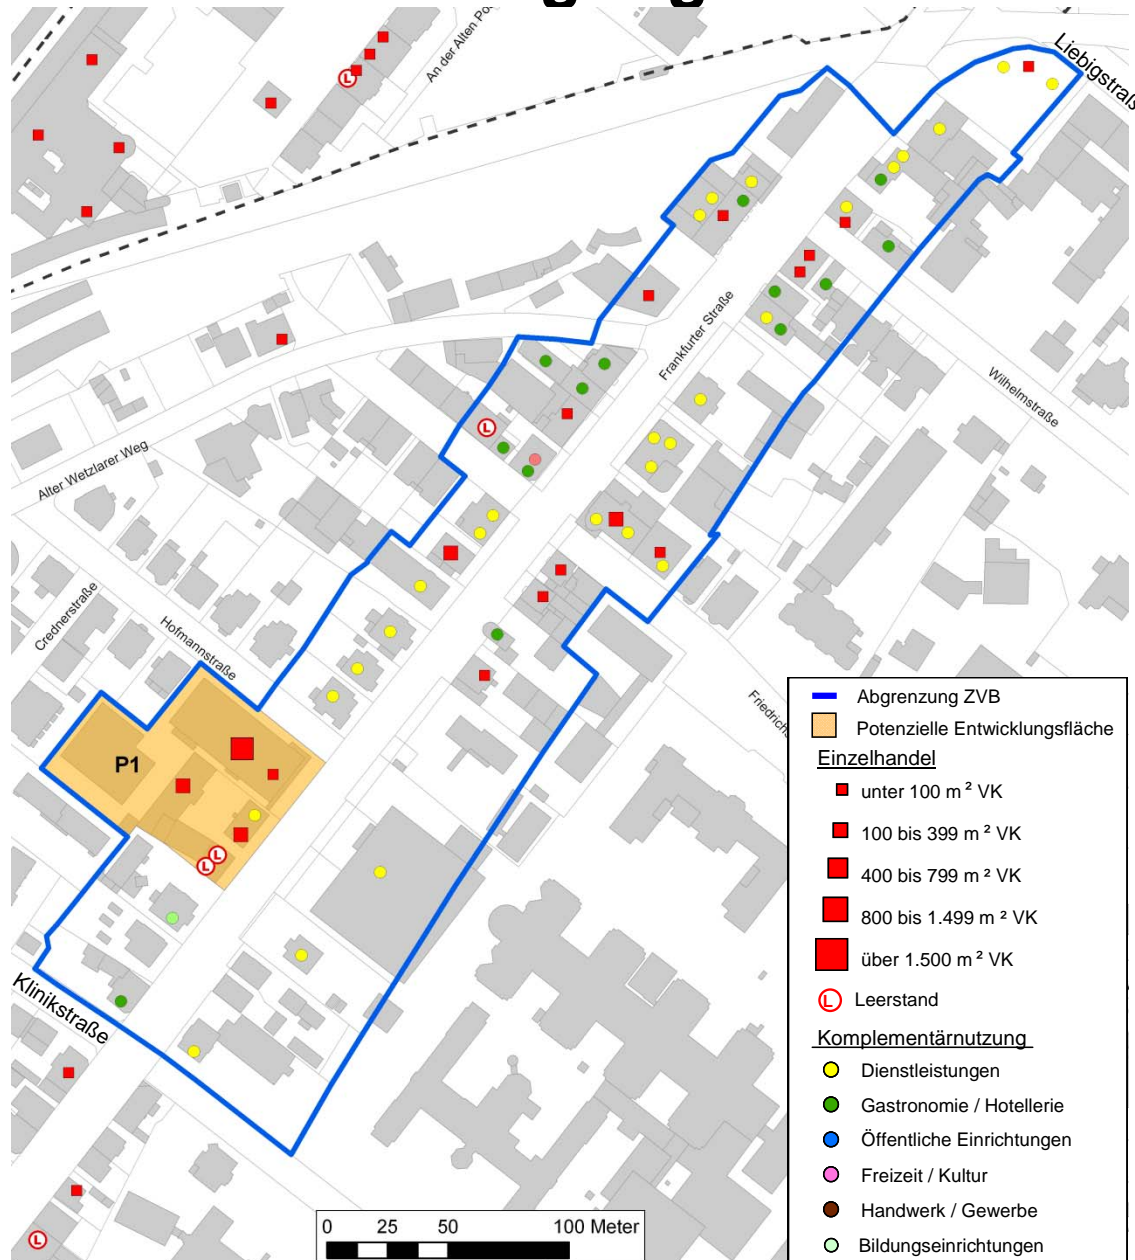 An der Alten Pos
Liebigstraß
Frankfurter Straße
Wilhelmstraße
Alter Wetzlarer Weg
Crednerstraße
Hofmannstraße
Friedrichs
P1
Klinikstraße
L
L
L
L
L
Abgrenzung ZVB
Potenzielle Entwicklungsfläche
Einzelhandel
unter 100 m² VK
100 bis 399 m² VK
400 bis 799 m² VK
800 bis 1.499 m² VK
über 1.500 m² VK
L Leerstand
Komplementärnutzung
Dienstleistungen
Gastronomie / Hotellerie
Öffentliche Einrichtungen
Freizeit / Kultur
Handwerk / Gewerbe
Bildungseinrichtungen
0 25 50 100 Meter